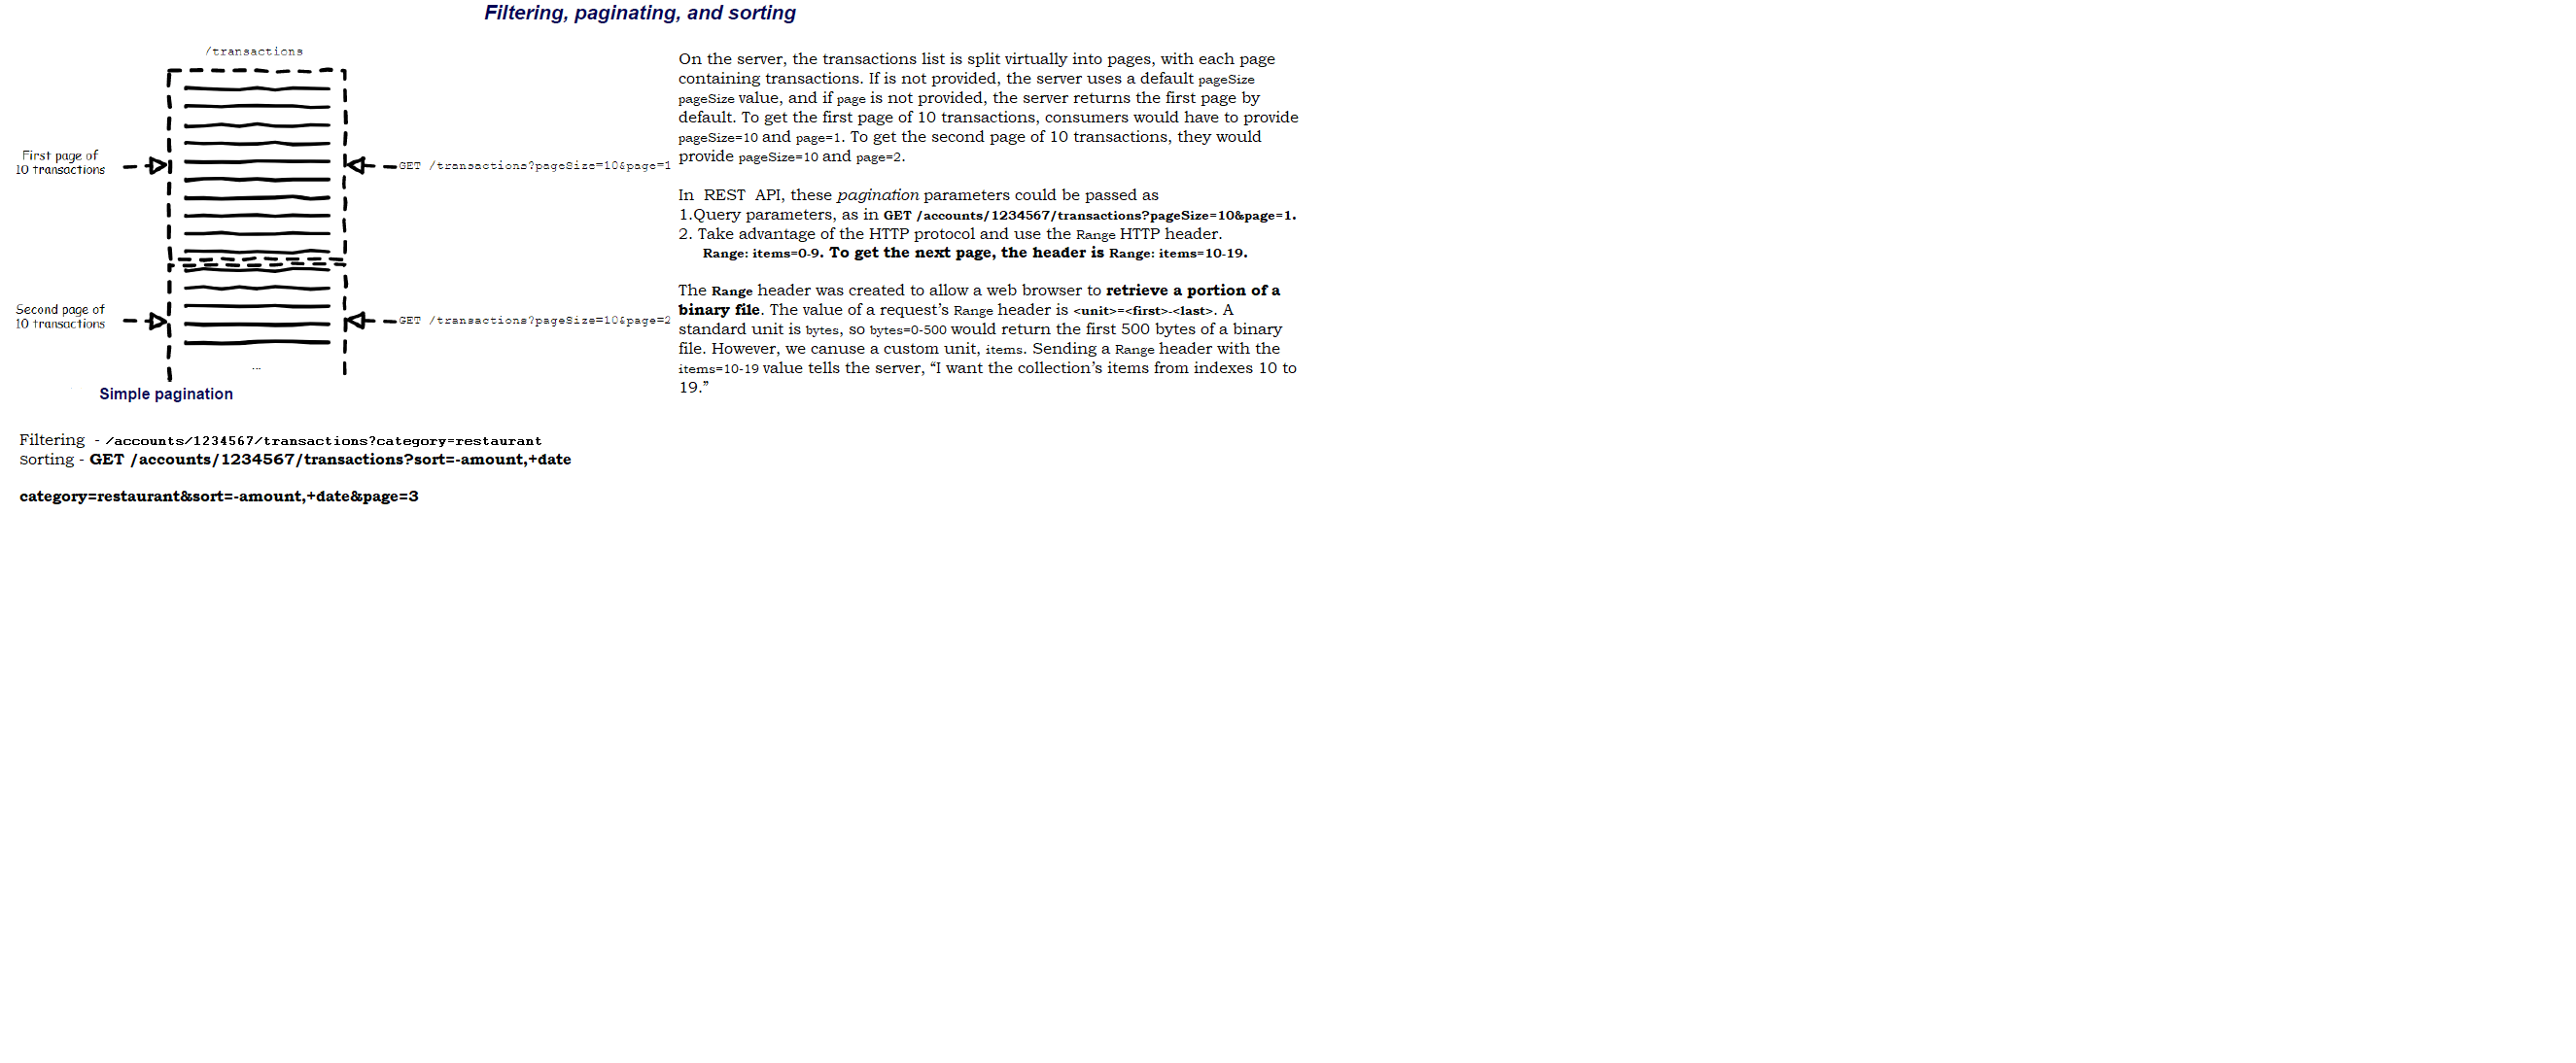 Filtering, paginating, and sorting
/transactions
First page of
10 transactions
GET /transactions?pageSize=10&page=1
Second page of
10 transactions
GET /transactions?pageSize=10&page=2
...
Simple pagination
On the server, the transactions list is split virtually into pages, with each page
containing transactions. If is not provided, the server uses a default pageSize
pageSize value, and if page is not provided, the server returns the first page by
default. To get the first page of 10 transactions, consumers would have to provide
pageSize=10 and page=1. To get the second page of 10 transactions, they would
provide pageSize=10 and page=2.
In REST API, these pagination parameters could be passed as
1.Query parameters, as in GET /accounts/1234567/transactions?pageSize=10&page=1.
2. Take advantage of the HTTP protocol and use the Range HTTP header.
Range: items=0-9. To get the next page, the header is Range: items=10-19.
The Range header was created to allow a web browser to retrieve a portion of a
binary file. The value of a request’s Range header is <unit>=<first>-<last>. A
standard unit is bytes, so bytes=0-500 would return the first 500 bytes of a binary
file. However, we canuse a custom unit, items. Sending a Range header with the
items=10-19 value tells the server, “I want the collection’s items from indexes 10 to
19.”
Filtering - /accounts/1234567/transactions?category=restaurant
sorting - GET /accounts/1234567/transactions?sort=-amount,+date
category=restaurant&sort=-amount,+date&page=3